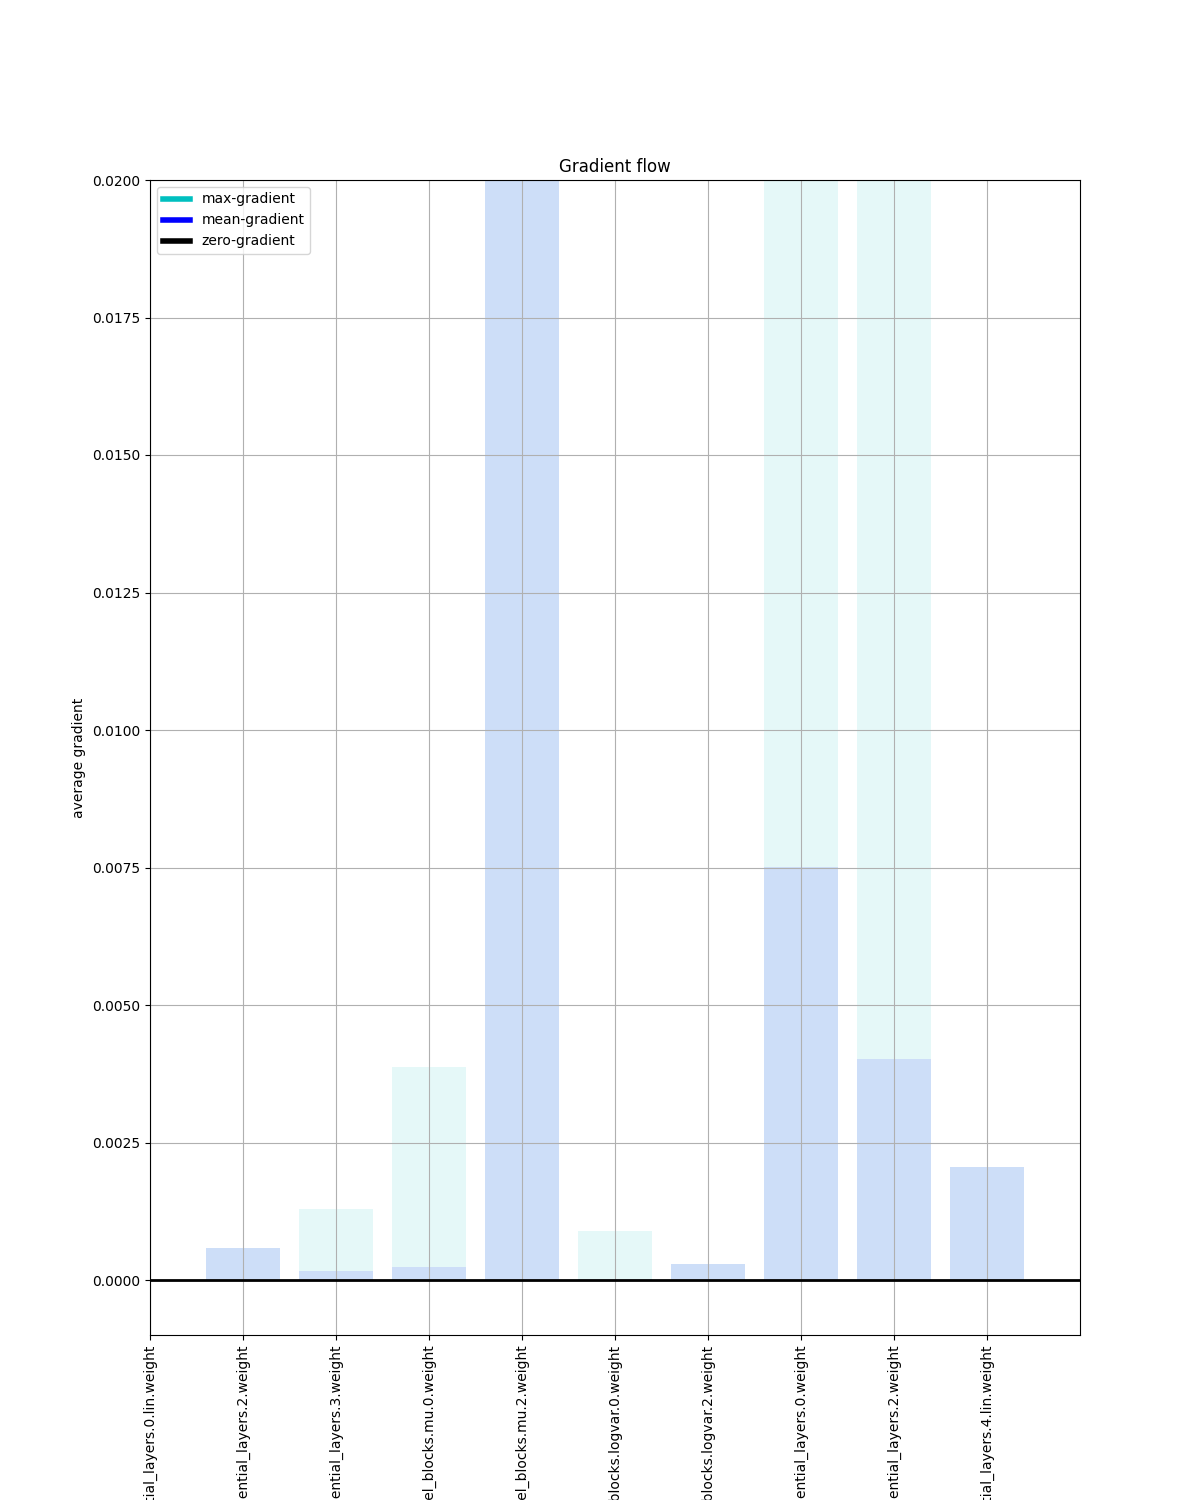 Gradient flow
max-gradient
mean-gradient
zero-gradient
0.0200
0.0175
0.0150
0.0125
0.0100
0.0075
0.0050
0.0025
0.0000
average gradient
tial_layers.0.lin.weight
ential_layers.2.weight
ential_layers.3.weight
el_blocks.mu.0.weight
el_blocks.mu.2.weight
blocks.logvar.0.weight
blocks.logvar.2.weight
ential_layers.0.weight
ential_layers.2.weight
tial_layers.4.lin.weight